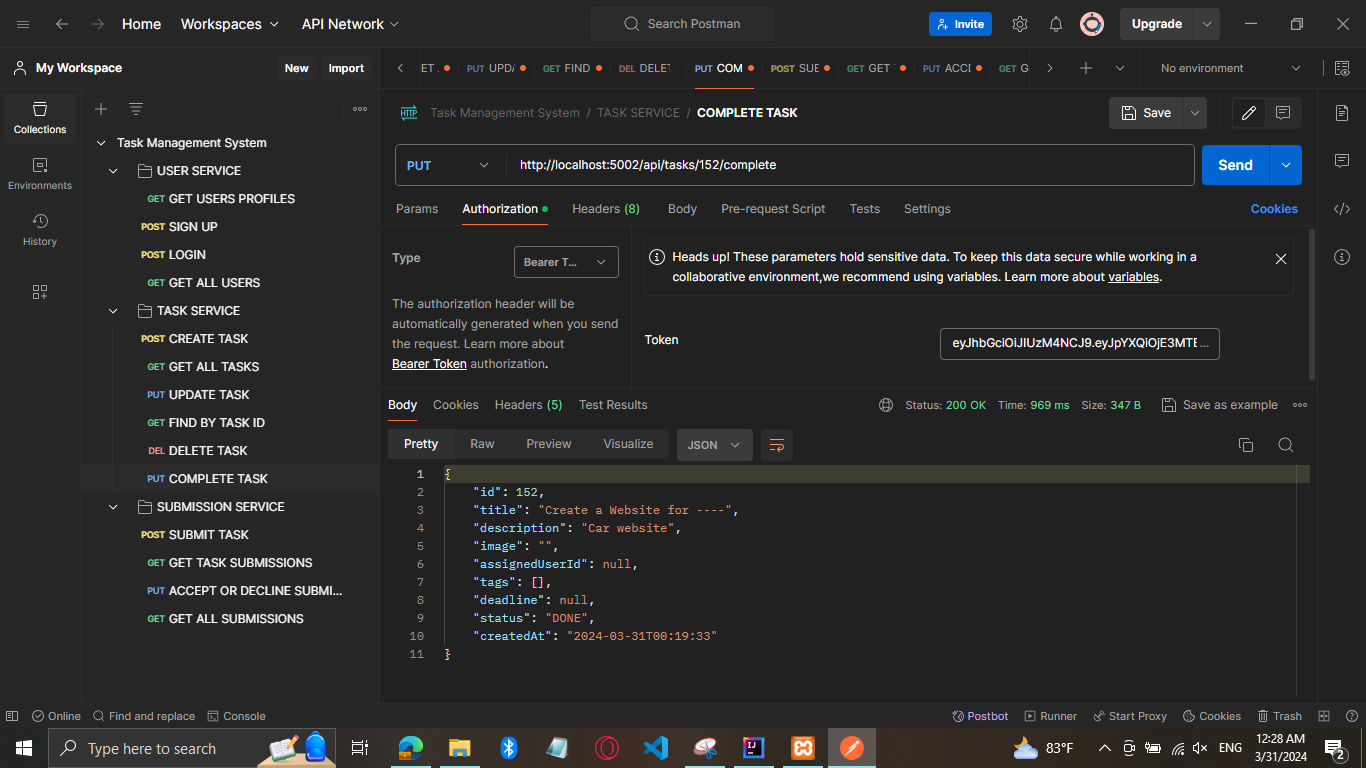 Home Workspaces API Network Search Postman Invite Upgrade
My Workspace New Import ET PUT UPD GET FIND DEL DELE PUT COM POST SUE GET GET PUT ACCE GET G No environment
Collections
Environments
History
Task Management System
USER SERVICE
GET GET USERS PROFILES
POST SIGN UP
POST LOGIN
GET GET ALL USERS
TASK SERVICE
POST CREATE TASK
GET GET ALL TASKS
PUT UPDATE TASK
GET FIND BY TASK ID
DEL DELETE TASK
PUT COMPLETE TASK
SUBMISSION SERVICE
POST SUBMIT TASK
GET GET TASK SUBMISSIONS
PUT ACCEPT OR DECLINE SUBMI...
GET GET ALL SUBMISSIONS
HTTP Task Management System / TASK SERVICE / COMPLETE TASK Save
PUT http://localhost:5002/api/tasks/152/complete Send
Params Authorization Headers (8) Body Pre-request Script Tests Settings Cookies
Type Bearer T...
The authorization header will be
automatically generated when you send
the request. Learn more about
Bearer Token authorization.
Heads up! These parameters hold sensitive data. To keep this data secure while working in a
collaborative environment,we recommend using variables. Learn more about variables.
Token eyJhbGciOiJIUzM4NCJ9.eyJpYXQiOjE3MTE...
Body Cookies Headers (5) Test Results Status: 200 OK Time: 969 ms Size: 347 B Save as example
Pretty Raw Preview Visualize JSON
1 {
2 "id": 152,
3 "title": "Create a Website for ----",
4 "description": "Car website",
5 "image": "",
6 "assignedUserId": null,
7 "tags": [],
8 "deadline": null,
9 "status": "DONE",
10 "createdAt": "2024-03-31T00:19:33"
11 }
Online Find and replace Console Postbot Runner Start Proxy Cookies Trash
Type here to search 83°F ENG 12:28 AM
3/31/2024 2